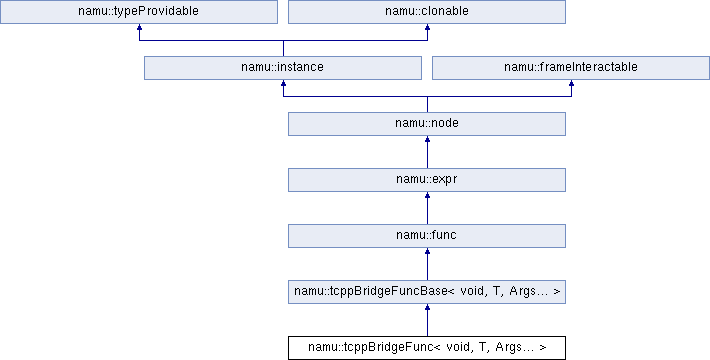 namu::typeProvidable
namu::clonable
namu::instance
namu::frameInteractable
namu::node
namu::expr
namu::func
namu::tcppBridgeFuncBase< void, T, Args... >
namu::tcppBridgeFunc< void, T, Args... >